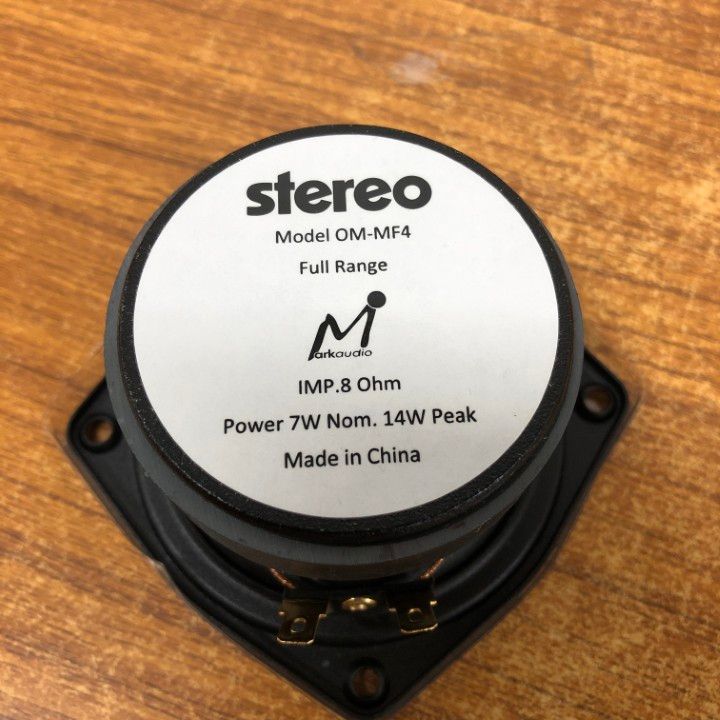 stereo
Model OM-MF4
Full Range
Markaudio
IMP.8 Ohm
Power 7W Nom. 14W Peak
Made in China